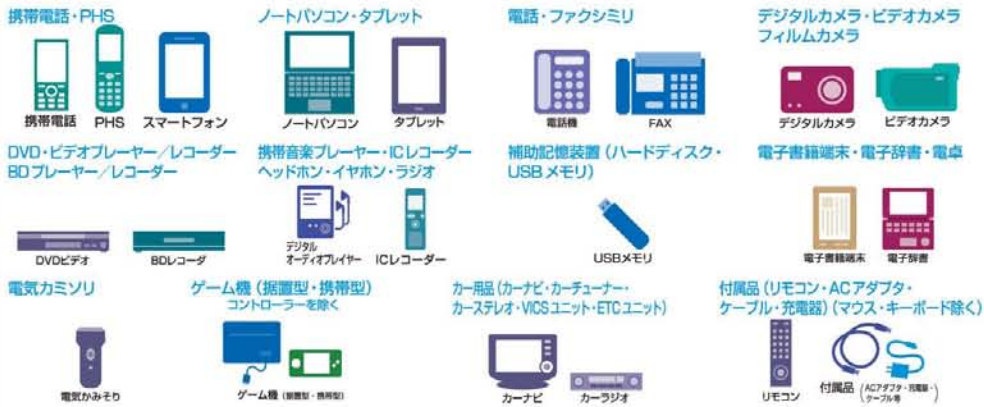 携帯電話・PHS
携帯電話
PHS
スマートフォン
ノートパソコン・タブレット
ノートパソコン
タブレット
電話・ファクシミリ
電話機
FAX
デジタルカメラ・ビデオカメラ
フィルムカメラ
デジタルカメラ
ビデオカメラ
DVD・ビデオプレーヤー／レコーダー
BDプレーヤー／レコーダー
DVDビデオ
BDレコーダ
携帯音楽プレーヤー・ICレコーダー
ヘッドホン・イヤホン・ラジオ
デジタル
オーディオプレイヤー
ICレコーダー
補助記憶装置（ハードディスク・
USBメモリ）
USBメモリ
電子書籍端末・電子辞書・電卓
電子書籍端末
電子辞書
電気カミソリ
電気かみそり
ゲーム機（据置型・携帯型）
コントローラーを除く
ゲーム機（据置型・携帯型）
カー用品（カーナビ・カーチューナー・
カーステレオ・VICSユニット・ETCユニット）
カーナビ
カーラジオ
付属品（リモコン・ACアダプタ・
ケーブル・充電器）（マウス・キーボード除く）
リモコン
付属品（ACアダプタ・充電器・
ケーブル等）